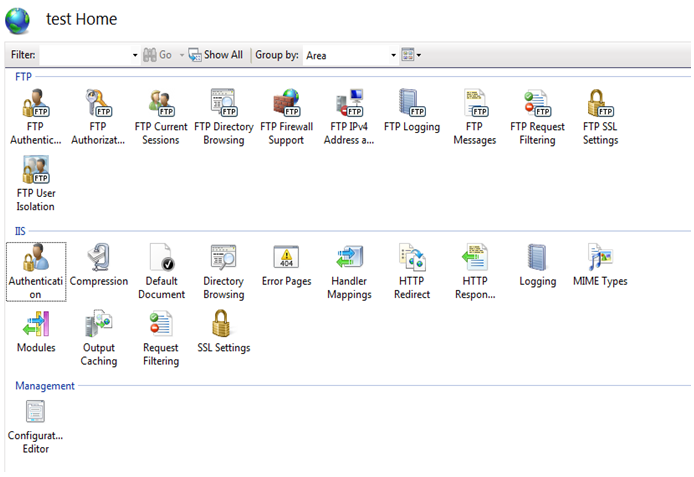 test Home
Filter: Go Show All Group by: Area
FTP
FTP Authentic... FTP Authorizat... FTP Current Sessions FTP Directory Browsing FTP Firewall Support FTP IPv4 Address a... FTP Logging FTP Messages FTP Request Filtering FTP SSL Settings
FTP User Isolation
IIS
Authentication Compression Default Document Directory Browsing Error Pages Handler Mappings HTTP Redirect HTTP Respon... Logging MIME Types
Modules Output Caching Request Filtering SSL Settings
Management
Configurat... Editor